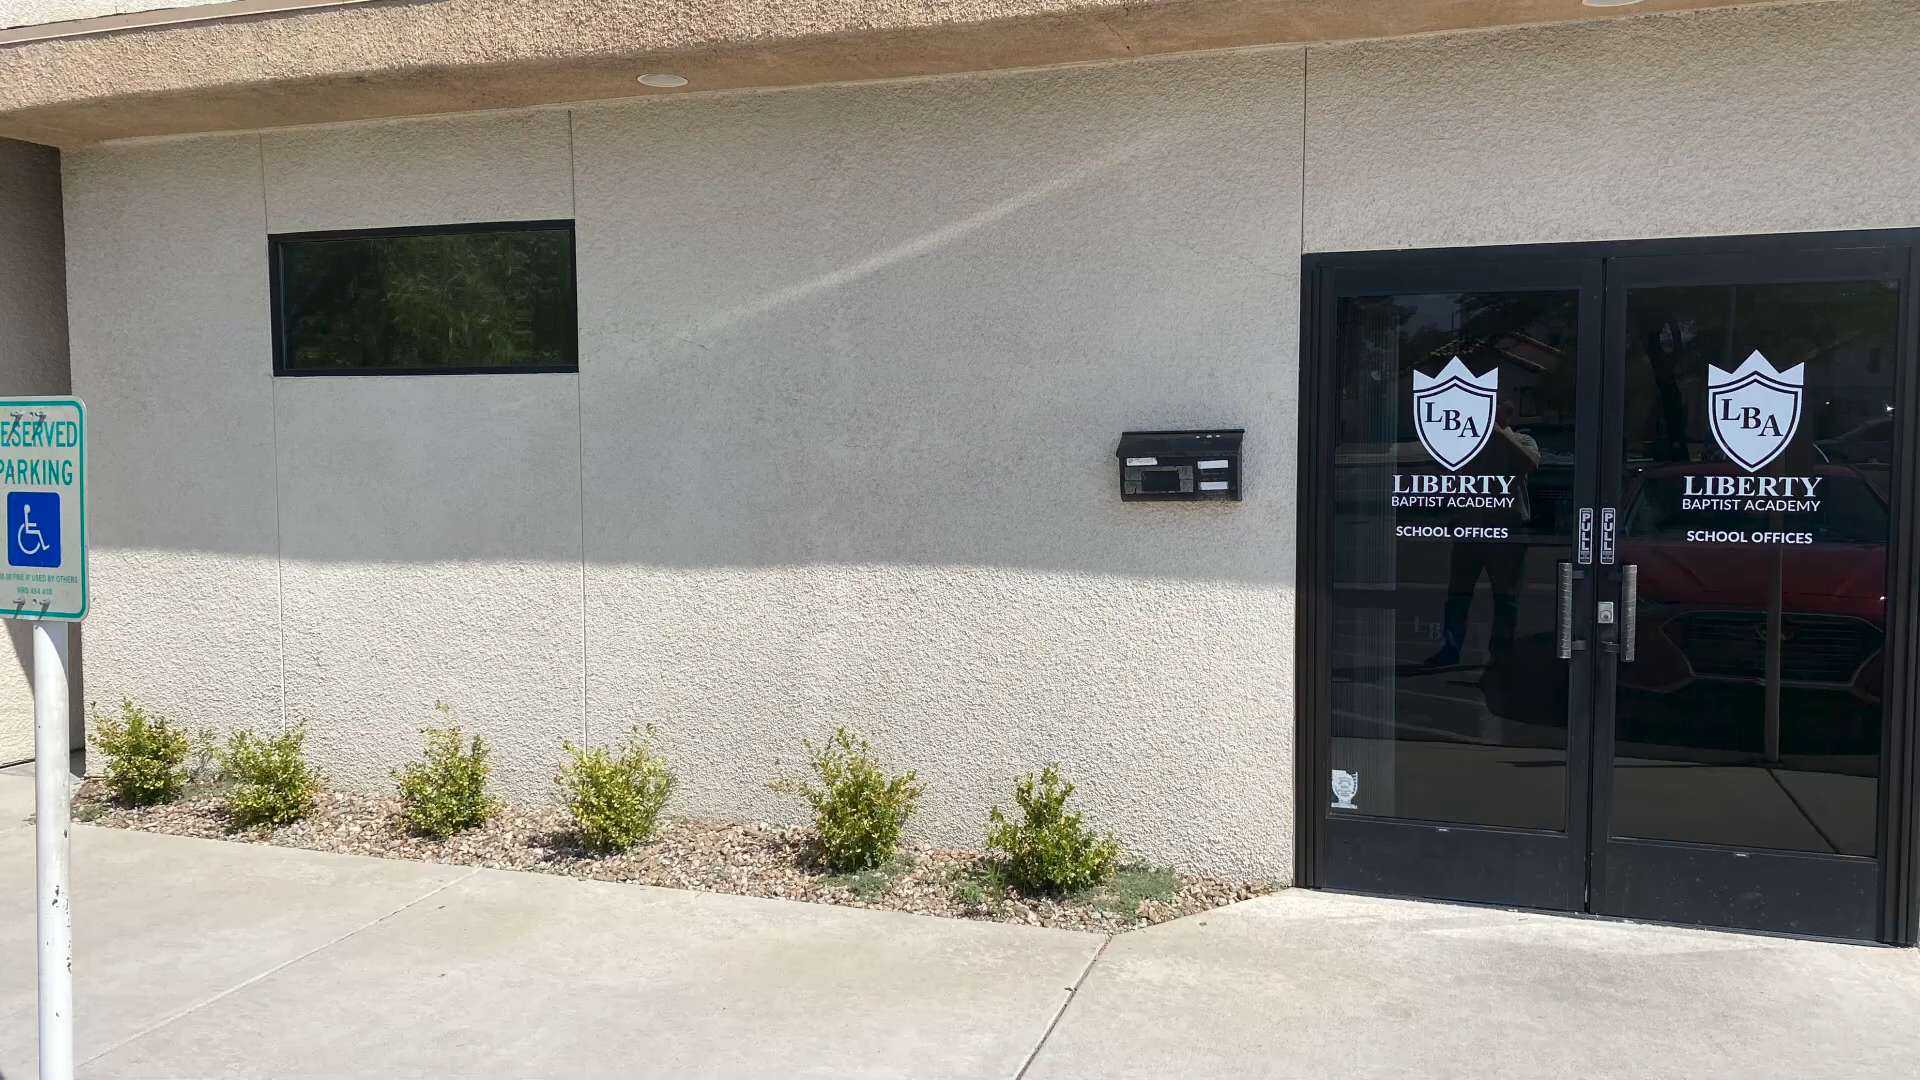 ESERVED
PARKING
LBA
LIBERTY
BAPTIST ACADEMY
SCHOOL OFFICES
PULL
PULL
LBA
LIBERTY
BAPTIST ACADEMY
SCHOOL OFFICES